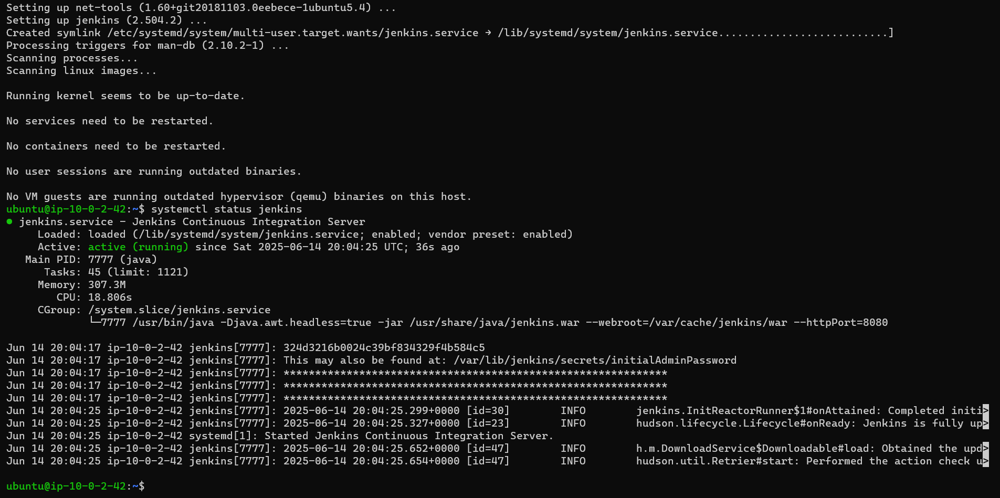 Setting up net-tools (1.60+git20181103.0eebece-1ubuntu5.4) ...
Setting up jenkins (2.504.2) ...
Created symlink /etc/systemd/system/multi-user.target.wants/jenkins.service → /lib/systemd/system/jenkins.service...........................]
Processing triggers for man-db (2.10.2-1) ...
Scanning processes...
Scanning linux images...
Running kernel seems to be up-to-date.
No services need to be restarted.
No containers need to be restarted.
No user sessions are running outdated binaries.
No VM guests are running outdated hypervisor (qemu) binaries on this host.
ubuntu@ip-10-0-2-42:~$ systemctl status jenkins
● jenkins.service - Jenkins Continuous Integration Server
Loaded: loaded (/lib/systemd/system/jenkins.service; enabled; vendor preset: enabled)
Active: active (running) since Sat 2025-06-14 20:04:25 UTC; 36s ago
Main PID: 7777 (java)
Tasks: 45 (limit: 1121)
Memory: 307.3M
CPU: 18.806s
CGroup: /system.slice/jenkins.service
└─7777 /usr/bin/java -Djava.awt.headless=true -jar /usr/share/java/jenkins.war --webroot=/var/cache/jenkins/war --httpPort=8080
Jun 14 20:04:17 ip-10-0-2-42 jenkins[7777]: 324d3216b0024c39bf834329f4b584c5
Jun 14 20:04:17 ip-10-0-2-42 jenkins[7777]: This may also be found at: /var/lib/jenkins/secrets/initialAdminPassword
Jun 14 20:04:17 ip-10-0-2-42 jenkins[7777]: *************************************************************
Jun 14 20:04:17 ip-10-0-2-42 jenkins[7777]: *************************************************************
Jun 14 20:04:17 ip-10-0-2-42 jenkins[7777]: *************************************************************
Jun 14 20:04:25 ip-10-0-2-42 jenkins[7777]: 2025-06-14 20:04:25.299+0000 [id=30] INFO jenkins.InitReactorRunner$1#onAttained: Completed initi>
Jun 14 20:04:25 ip-10-0-2-42 jenkins[7777]: 2025-06-14 20:04:25.327+0000 [id=23] INFO hudson.lifecycle.Lifecycle#onReady: Jenkins is fully up>
Jun 14 20:04:25 ip-10-0-2-42 systemd[1]: Started Jenkins Continuous Integration Server.
Jun 14 20:04:25 ip-10-0-2-42 jenkins[7777]: 2025-06-14 20:04:25.652+0000 [id=47] INFO h.m.DownloadService$Downloadable#load: Obtained the upd>
Jun 14 20:04:25 ip-10-0-2-42 jenkins[7777]: 2025-06-14 20:04:25.654+0000 [id=47] INFO hudson.util.Retrier#start: Performed the action check u>
ubuntu@ip-10-0-2-42:~$